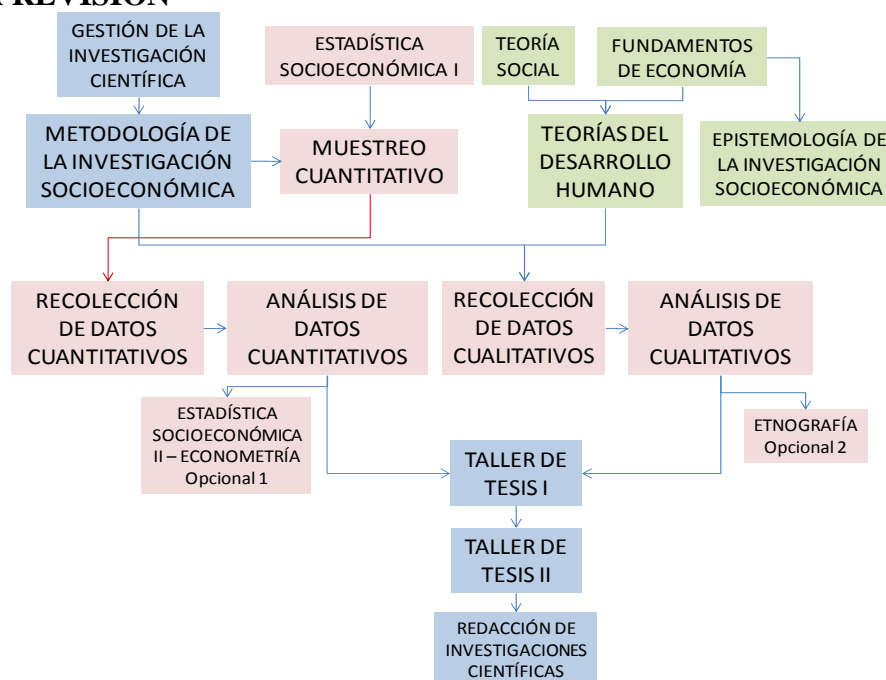 GESTIÓN DE LA
INVESTIGACIÓN
CIENTÍFICA
ESTADÍSTICA
SOCIOECONÓMICA I
TEORÍA
SOCIAL
FUNDAMENTOS
DE ECONOMÍA
METODOLOGÍA DE
LA INVESTIGACIÓN
SOCIOECONÓMICA
MUESTREO
CUANTITATIVO
TEORÍAS DEL
DESARROLLO
HUMANO
EPISTEMOLOGÍA DE
LA INVESTIGACIÓN
SOCIOECONÓMICA
RECOLECCIÓN
DE DATOS
CUANTITATIVOS
ANÁLISIS DE
DATOS
CUANTITATIVOS
RECOLECCIÓN
DE DATOS
CUALITATIVOS
ANÁLISIS DE
DATOS
CUALITATIVOS
ESTADÍSTICA
SOCIOECONÓMICA
II – ECONOMETRÍA
Opcional 1
ETNOGRAFÍA
Opcional 2
TALLER DE
TESIS I
TALLER DE
TESIS II
REDACCIÓN DE
INVESTIGACIONES
CIENTÍFICAS